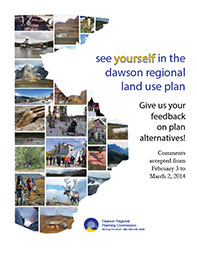 see yourself in the
dawson regional
land use plan
Give us your
feedback
on plan
alternatives!
Comments
accepted from
February 3 to
March 2, 2014
Dawson Regional
Planning Commission